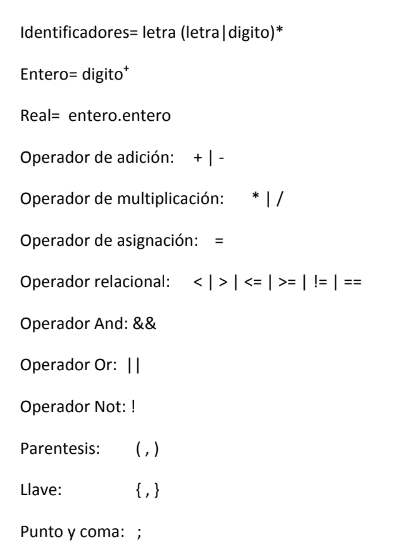 Identificadores= letra (letra|digito)*
Entero= digito⁺
Real=  entero.entero
Operador de adición:    + | -
Operador de multiplicación:      * | /
Operador de asignación:    =
Operador relacional:     < | > | <= | >= | != | ==
Operador And: &&
Operador Or:  ||
Operador Not: !
Parentesis:       ( , )
Llave:               { , }
Punto y coma:   ;